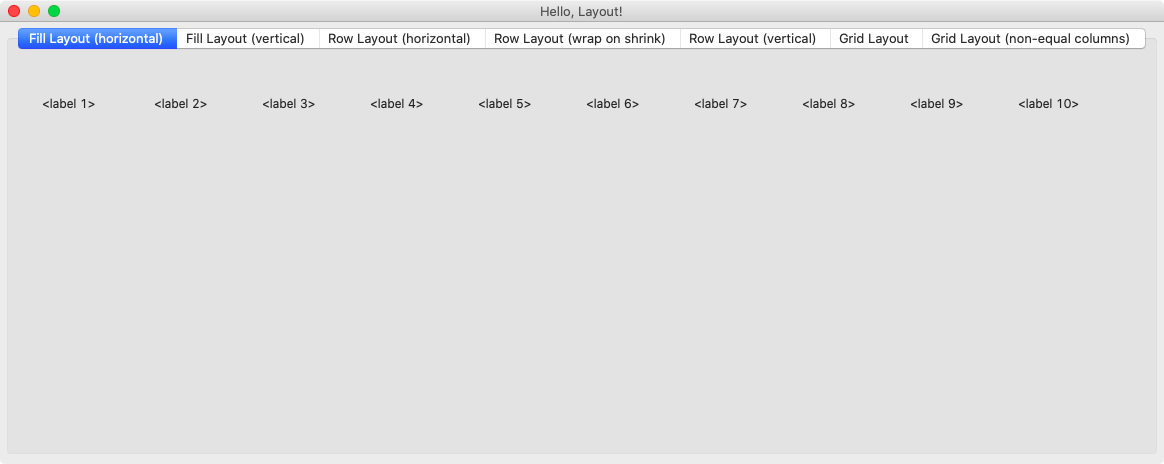 Hello, Layout!
Fill Layout (horizontal) Fill Layout (vertical) Row Layout (horizontal) Row Layout (wrap on shrink) Row Layout (vertical) Grid Layout Grid Layout (non-equal columns)
<label 1> <label 2> <label 3> <label 4> <label 5> <label 6> <label 7> <label 8> <label 9> <label 10>